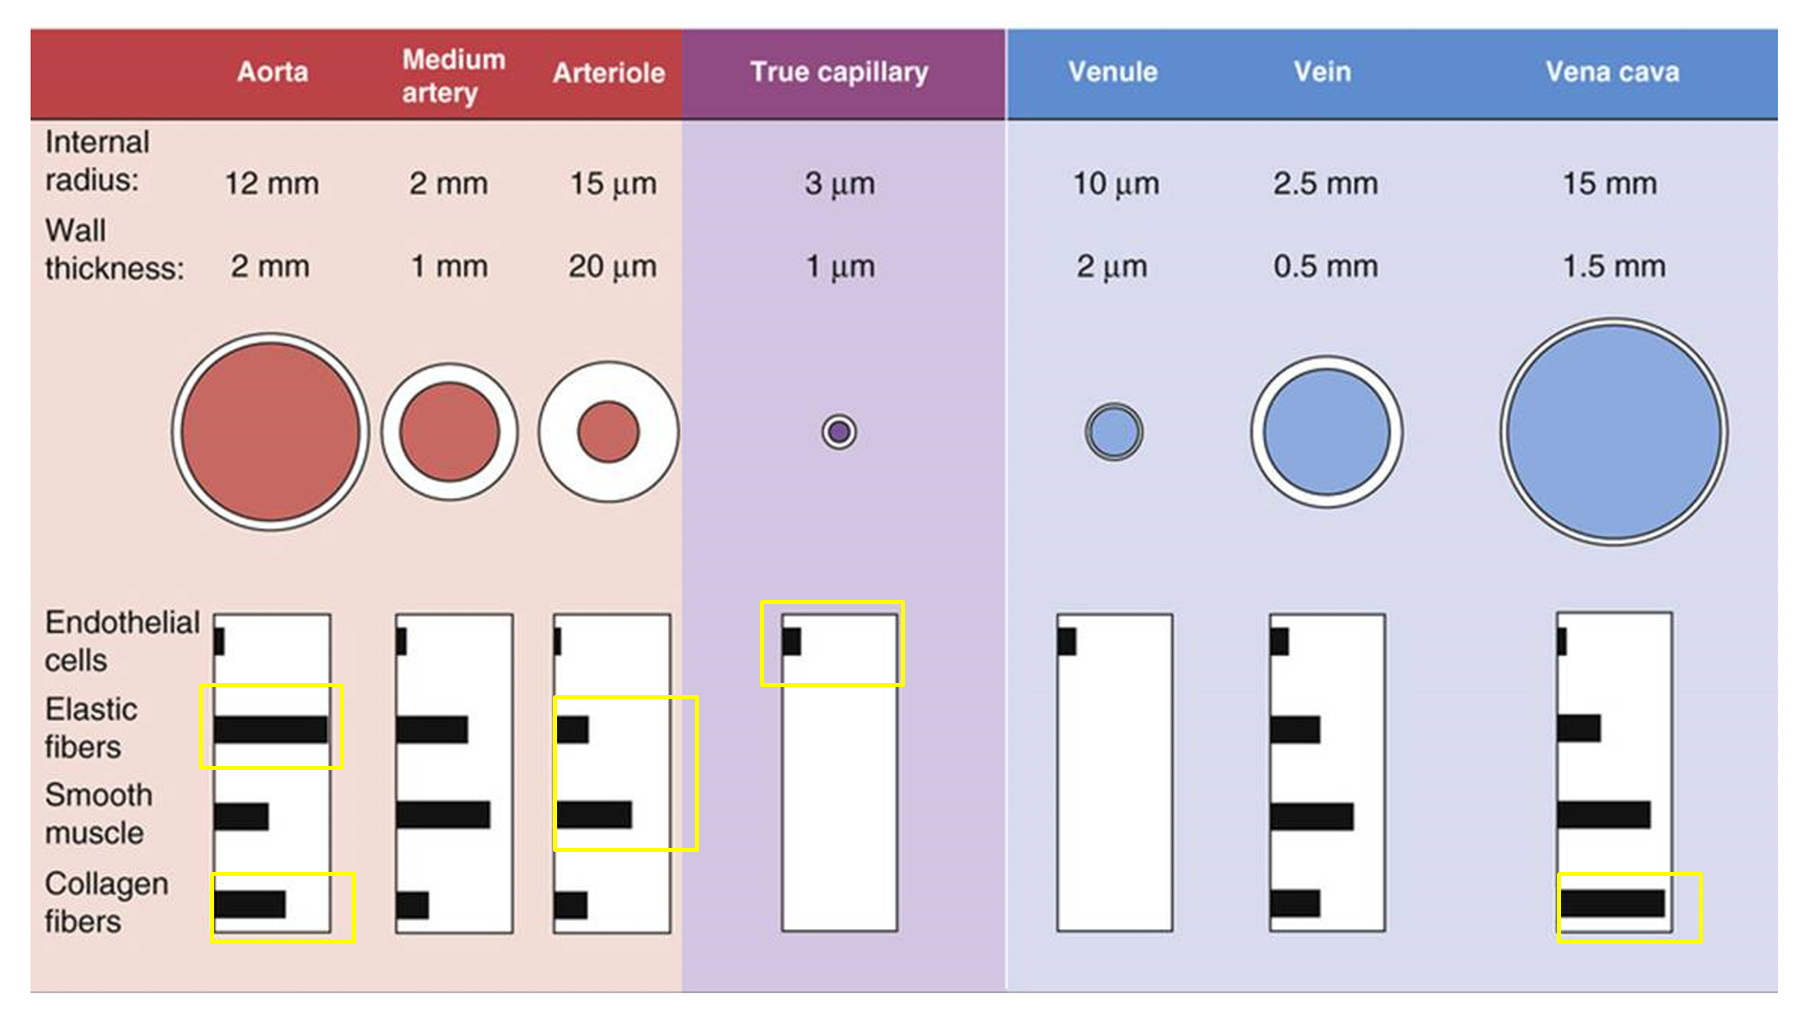 Aorta
Medium
artery
Arteriole
True capillary
Venule
Vein
Vena cava
Internal
radius:
12 mm
2 mm
15 μm
3 μm
10 μm
2.5 mm
15 mm
Wall
thickness:
2 mm
1 mm
20 μm
1 μm
2 μm
0.5 mm
1.5 mm
Endothelial
cells
Elastic
fibers
Smooth
muscle
Collagen
fibers